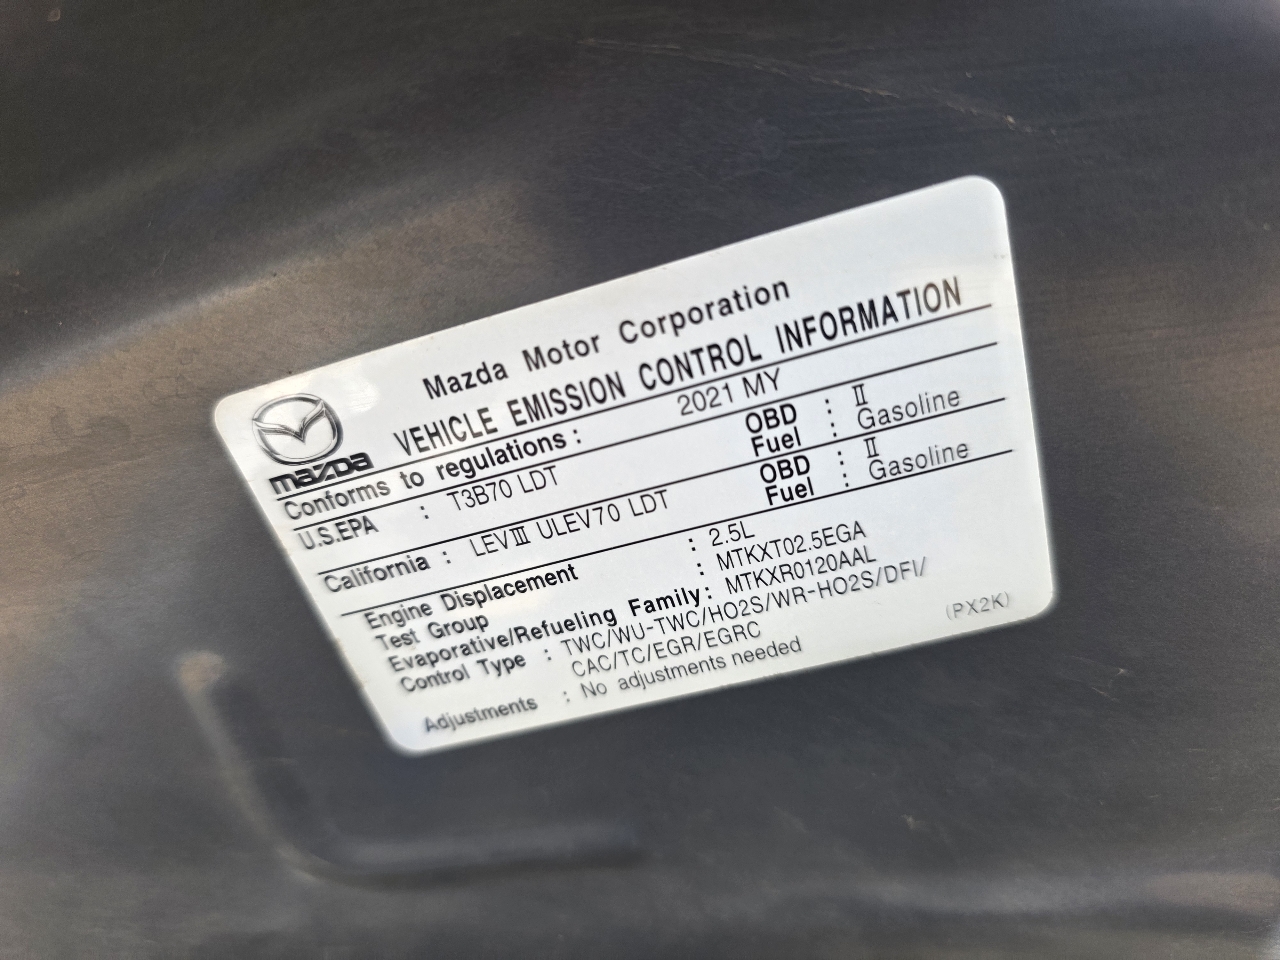 Mazda Motor Corporation
mazda VEHICLE EMISSION CONTROL INFORMATION
Conforms to regulations : 2021 MY
U.S.EPA : T3B70 LDT OBD : Ⅱ
Fuel : Gasoline
California : LEVⅢ ULEV70 LDT OBD : Ⅱ
Fuel : Gasoline
Engine Displacement : 2.5L
Test Group : MTKXT02.5EGA
Evaporative/Refueling Family : MTKXR0120AAL
Control Type : TWC/WU-TWC/HO2S/WR-HO2S/DFI/
CAC/TC/EGR/EGRC
Adjustments : No adjustments needed
(PX2K)